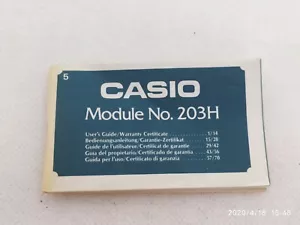 5
CASIO
Module No. 203H
User's Guide/Warranty Certificate ............ 1/14
Bedienungsanleitung/Garantie-Zertifikat ...... 15/28
Guide de l'utilisateur/Certificat de garantie ..... 29/42
Guía del propietario/Certificado de garantía ..... 43/56
Guida per l'uso/Certificato di garanzia ......... 57/70